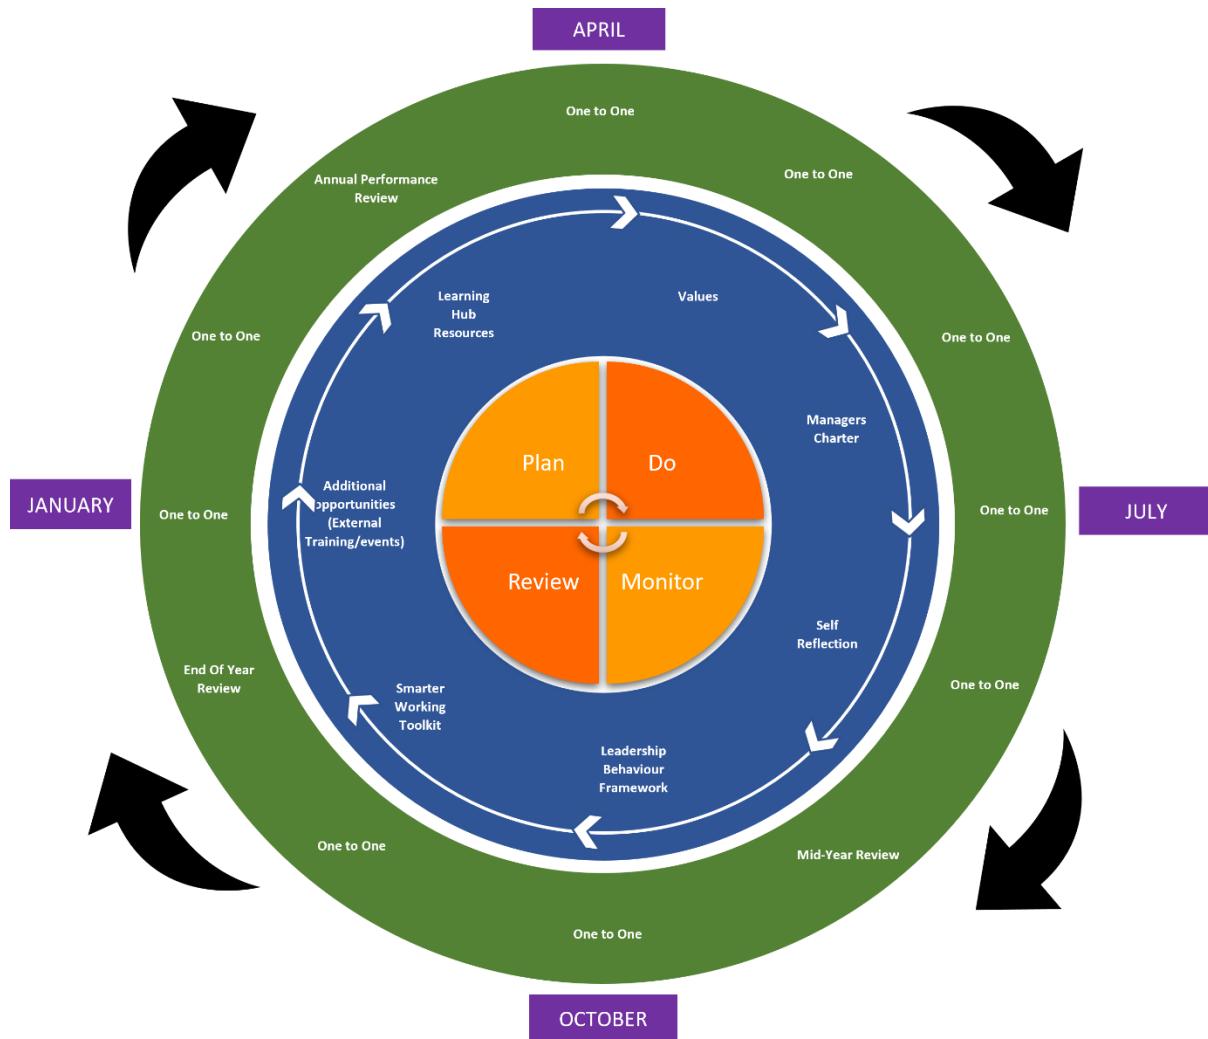 APRIL
One to One
One to One
Annual Performance
Review
Learning
Hub
Resources
Values
One to One
One to One
Managers
Charter
Plan
Do
JANUARY
One to One
Additional
opportunities
(External
Training/events)
One to One
JULY
Review
Monitor
Self
Reflection
End Of Year
Review
One to One
Smarter
Working
Toolkit
Leadership
Behaviour
Framework
One to One
Mid-Year Review
One to One
OCTOBER